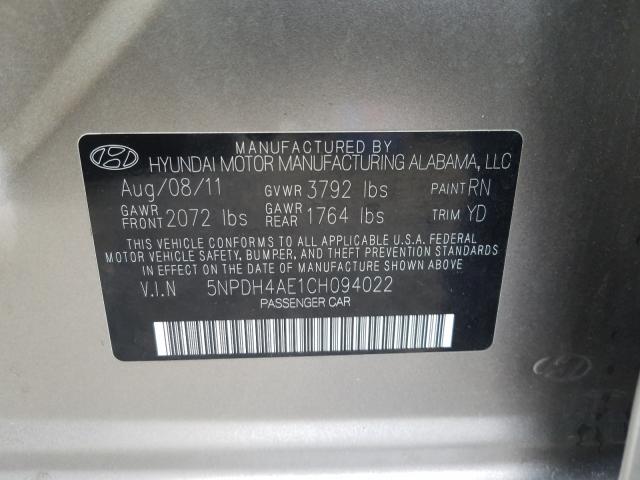 MANUFACTURED BY
HYUNDAI MOTOR MANUFACTURING ALABAMA, LLC
Aug/08/11 GVWR 3792 lbs PAINT RN
GAWR FRONT 2072 lbs GAWR REAR 1764 lbs TRIM YD
THIS VEHICLE CONFORMS TO ALL APPLICABLE U.S.A. FEDERAL
MOTOR VEHICLE SAFETY, BUMPER, AND THEFT PREVENTION STANDARDS
IN EFFECT ON THE DATE OF MANUFACTURE SHOWN ABOVE.
V.I.N 5NPDH4AE1CH094022
PASSENGER CAR